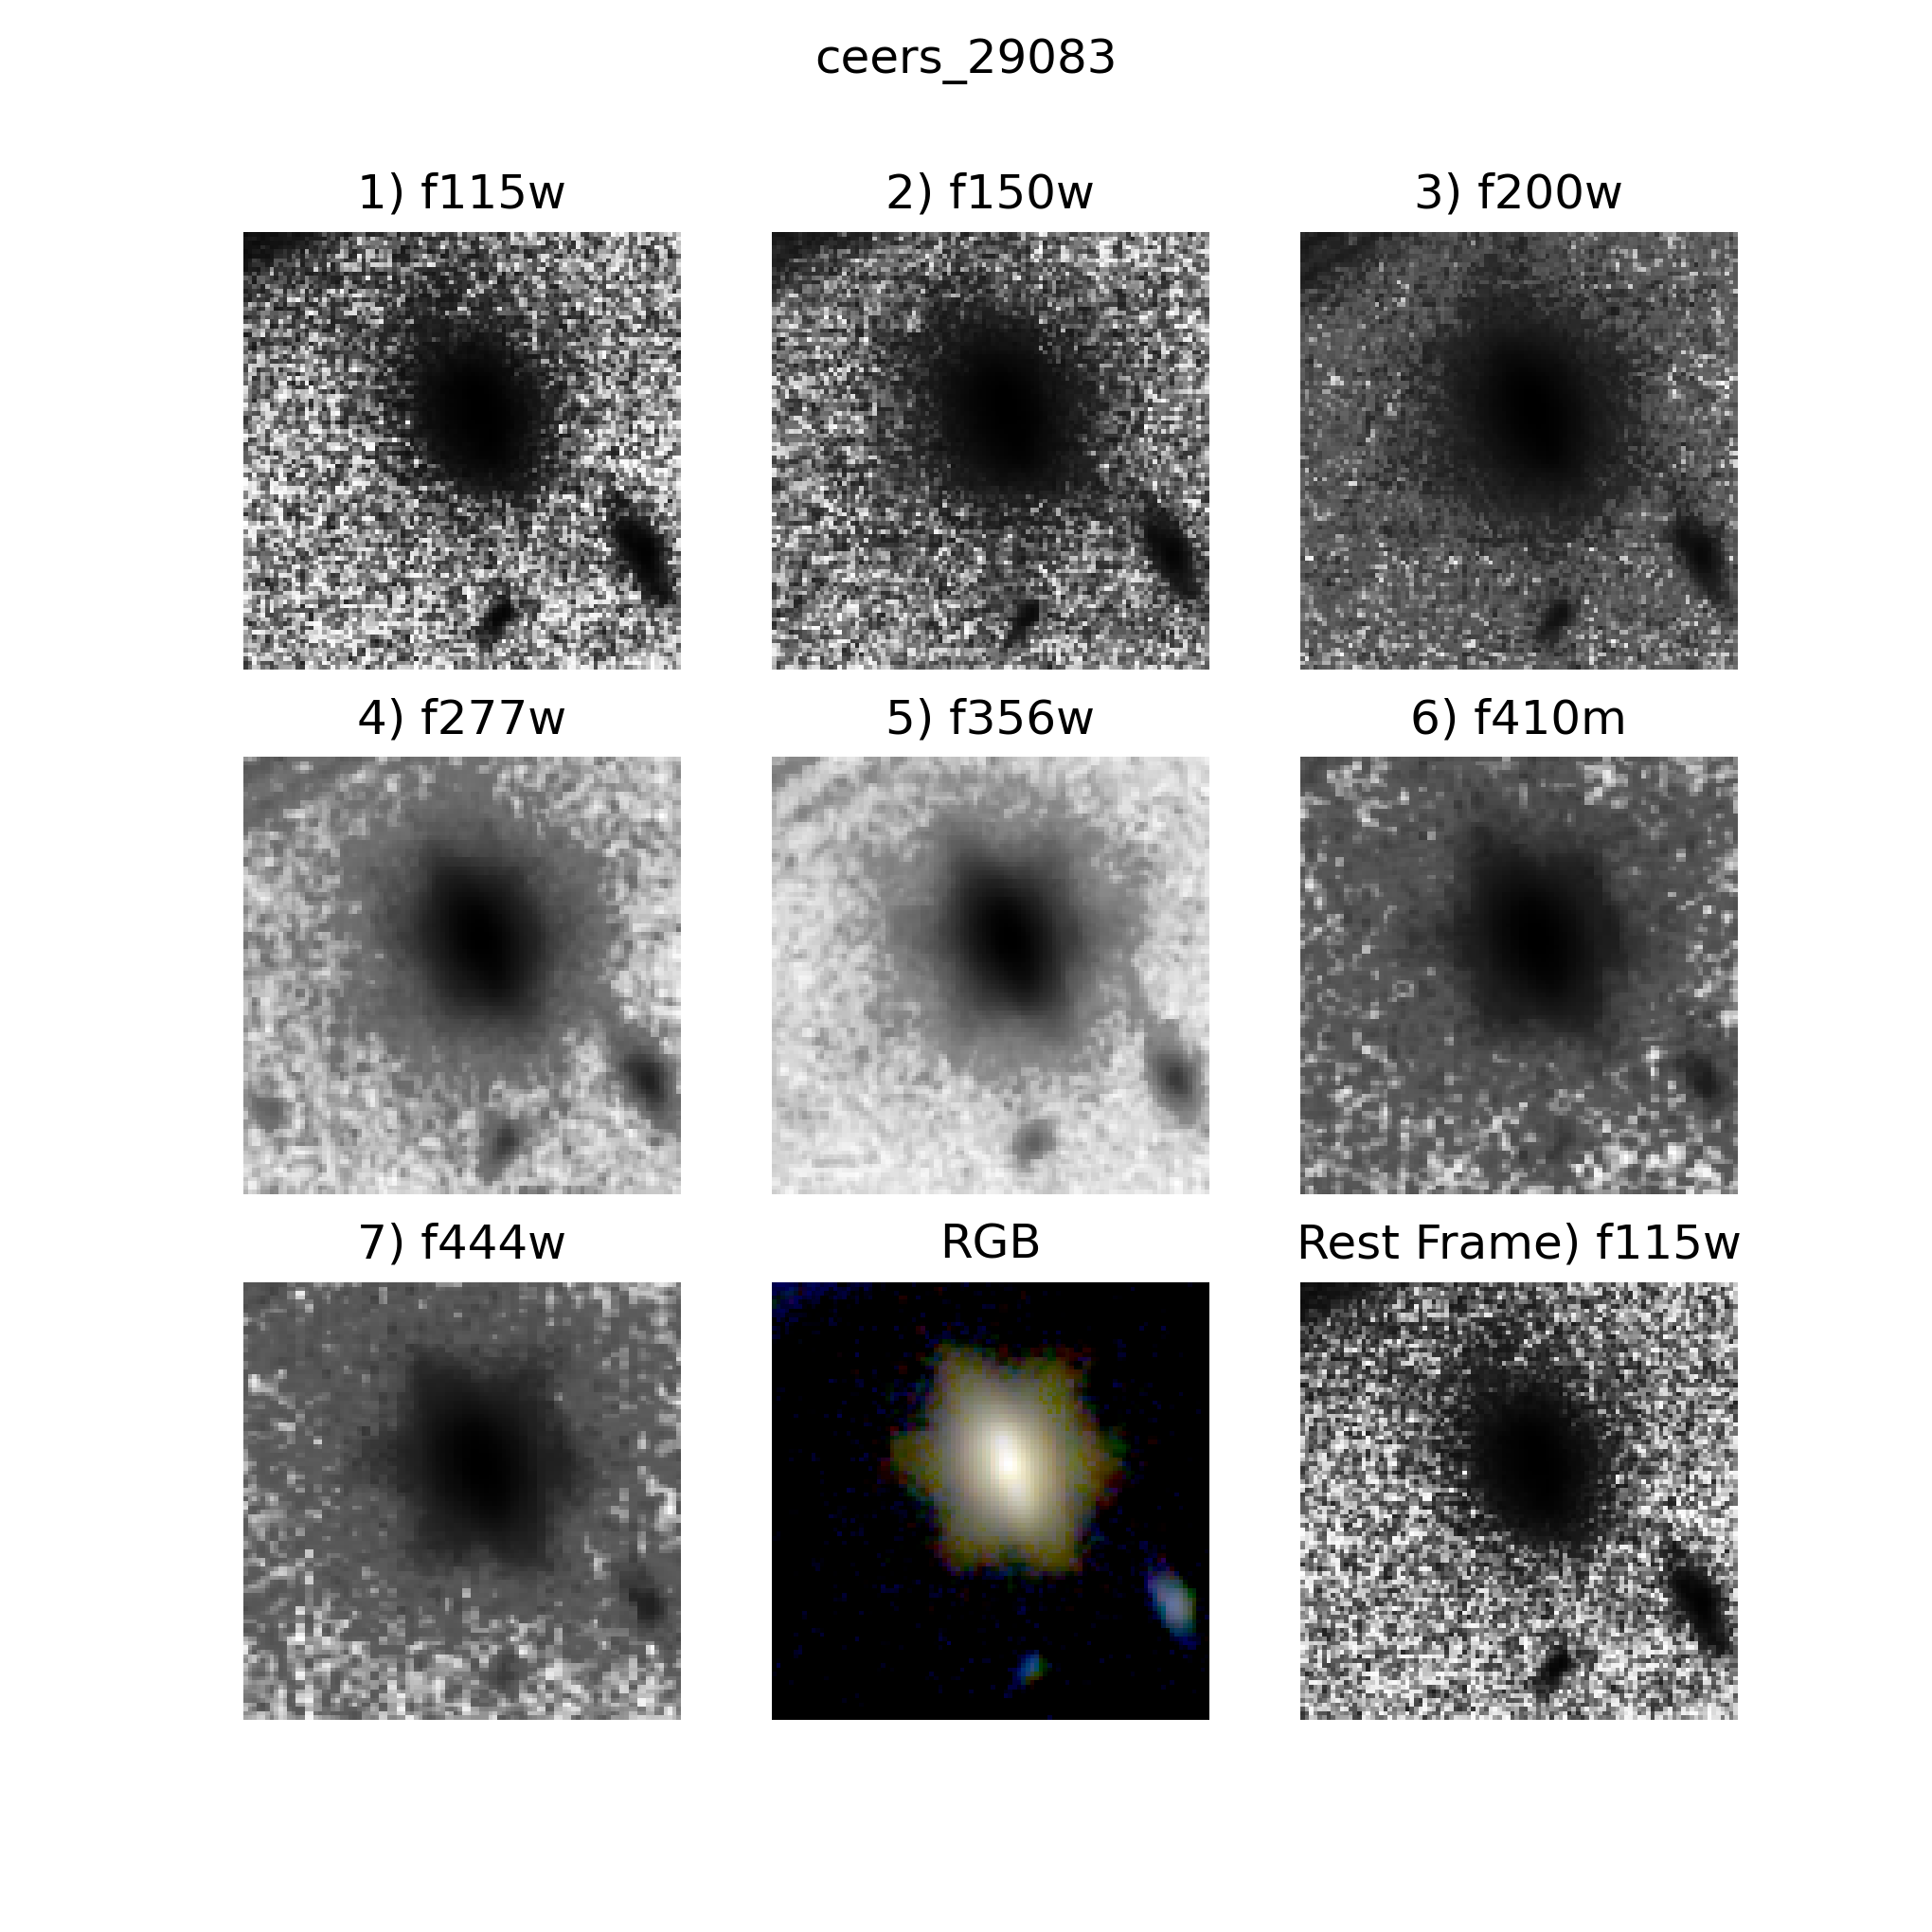 ceers_29083
1) f115w
2) f150w
3) f200w
4) f277w
5) f356w
6) f410m
7) f444w
RGB
Rest Frame) f115w